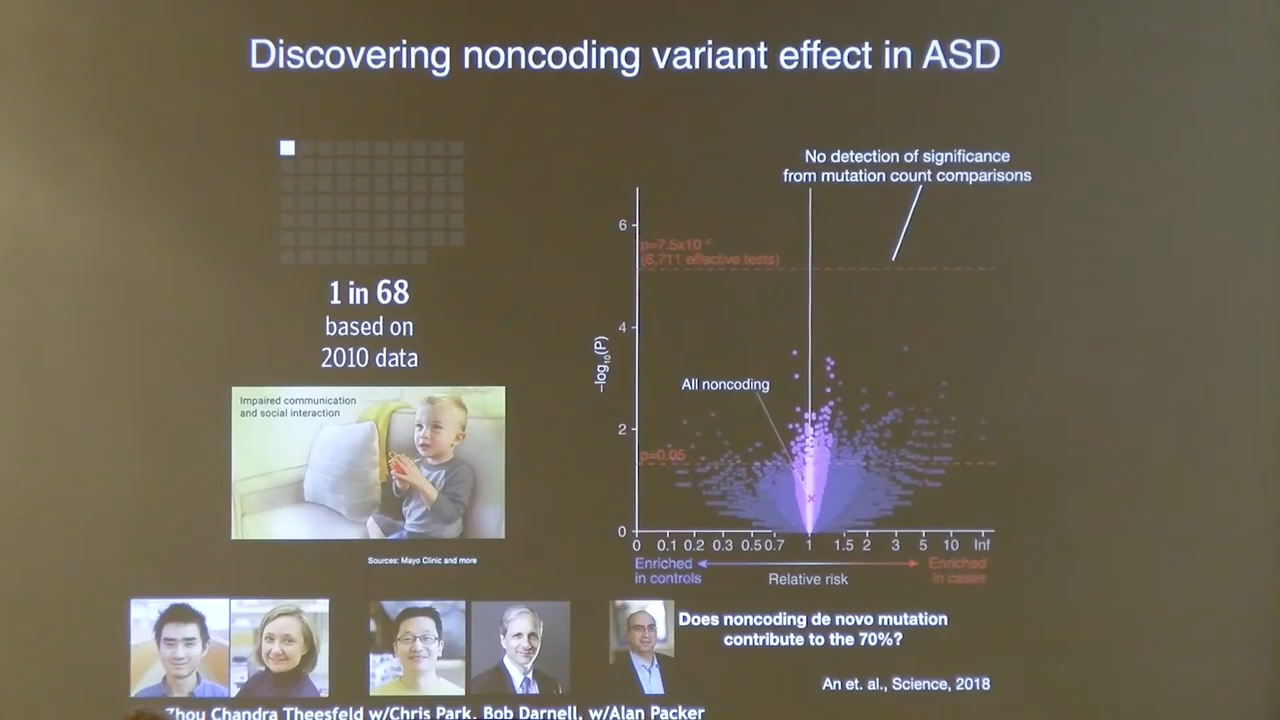 Discovering noncoding variant effect in ASD
1 in 68
based on
2010 data
Impaired communication
and social interaction
Sources: Mayo Clinic and more
No detection of significance
from mutation count comparisons
6
(6,711 effective tests)
4
–log10(P)
All noncoding
2
p=0.05
0
0 0.1 0.2 0.3 0.5 0.7 1 1.5 2 3 5 10 Inf
Enriched
in controls
Relative risk
Enriched
in cases
Does noncoding de novo mutation
contribute to the 70%?
An et. al., Science, 2018
Zhou Chandra Theesfeld w/Chris Park, Bob Darnell, w/Alan Packer